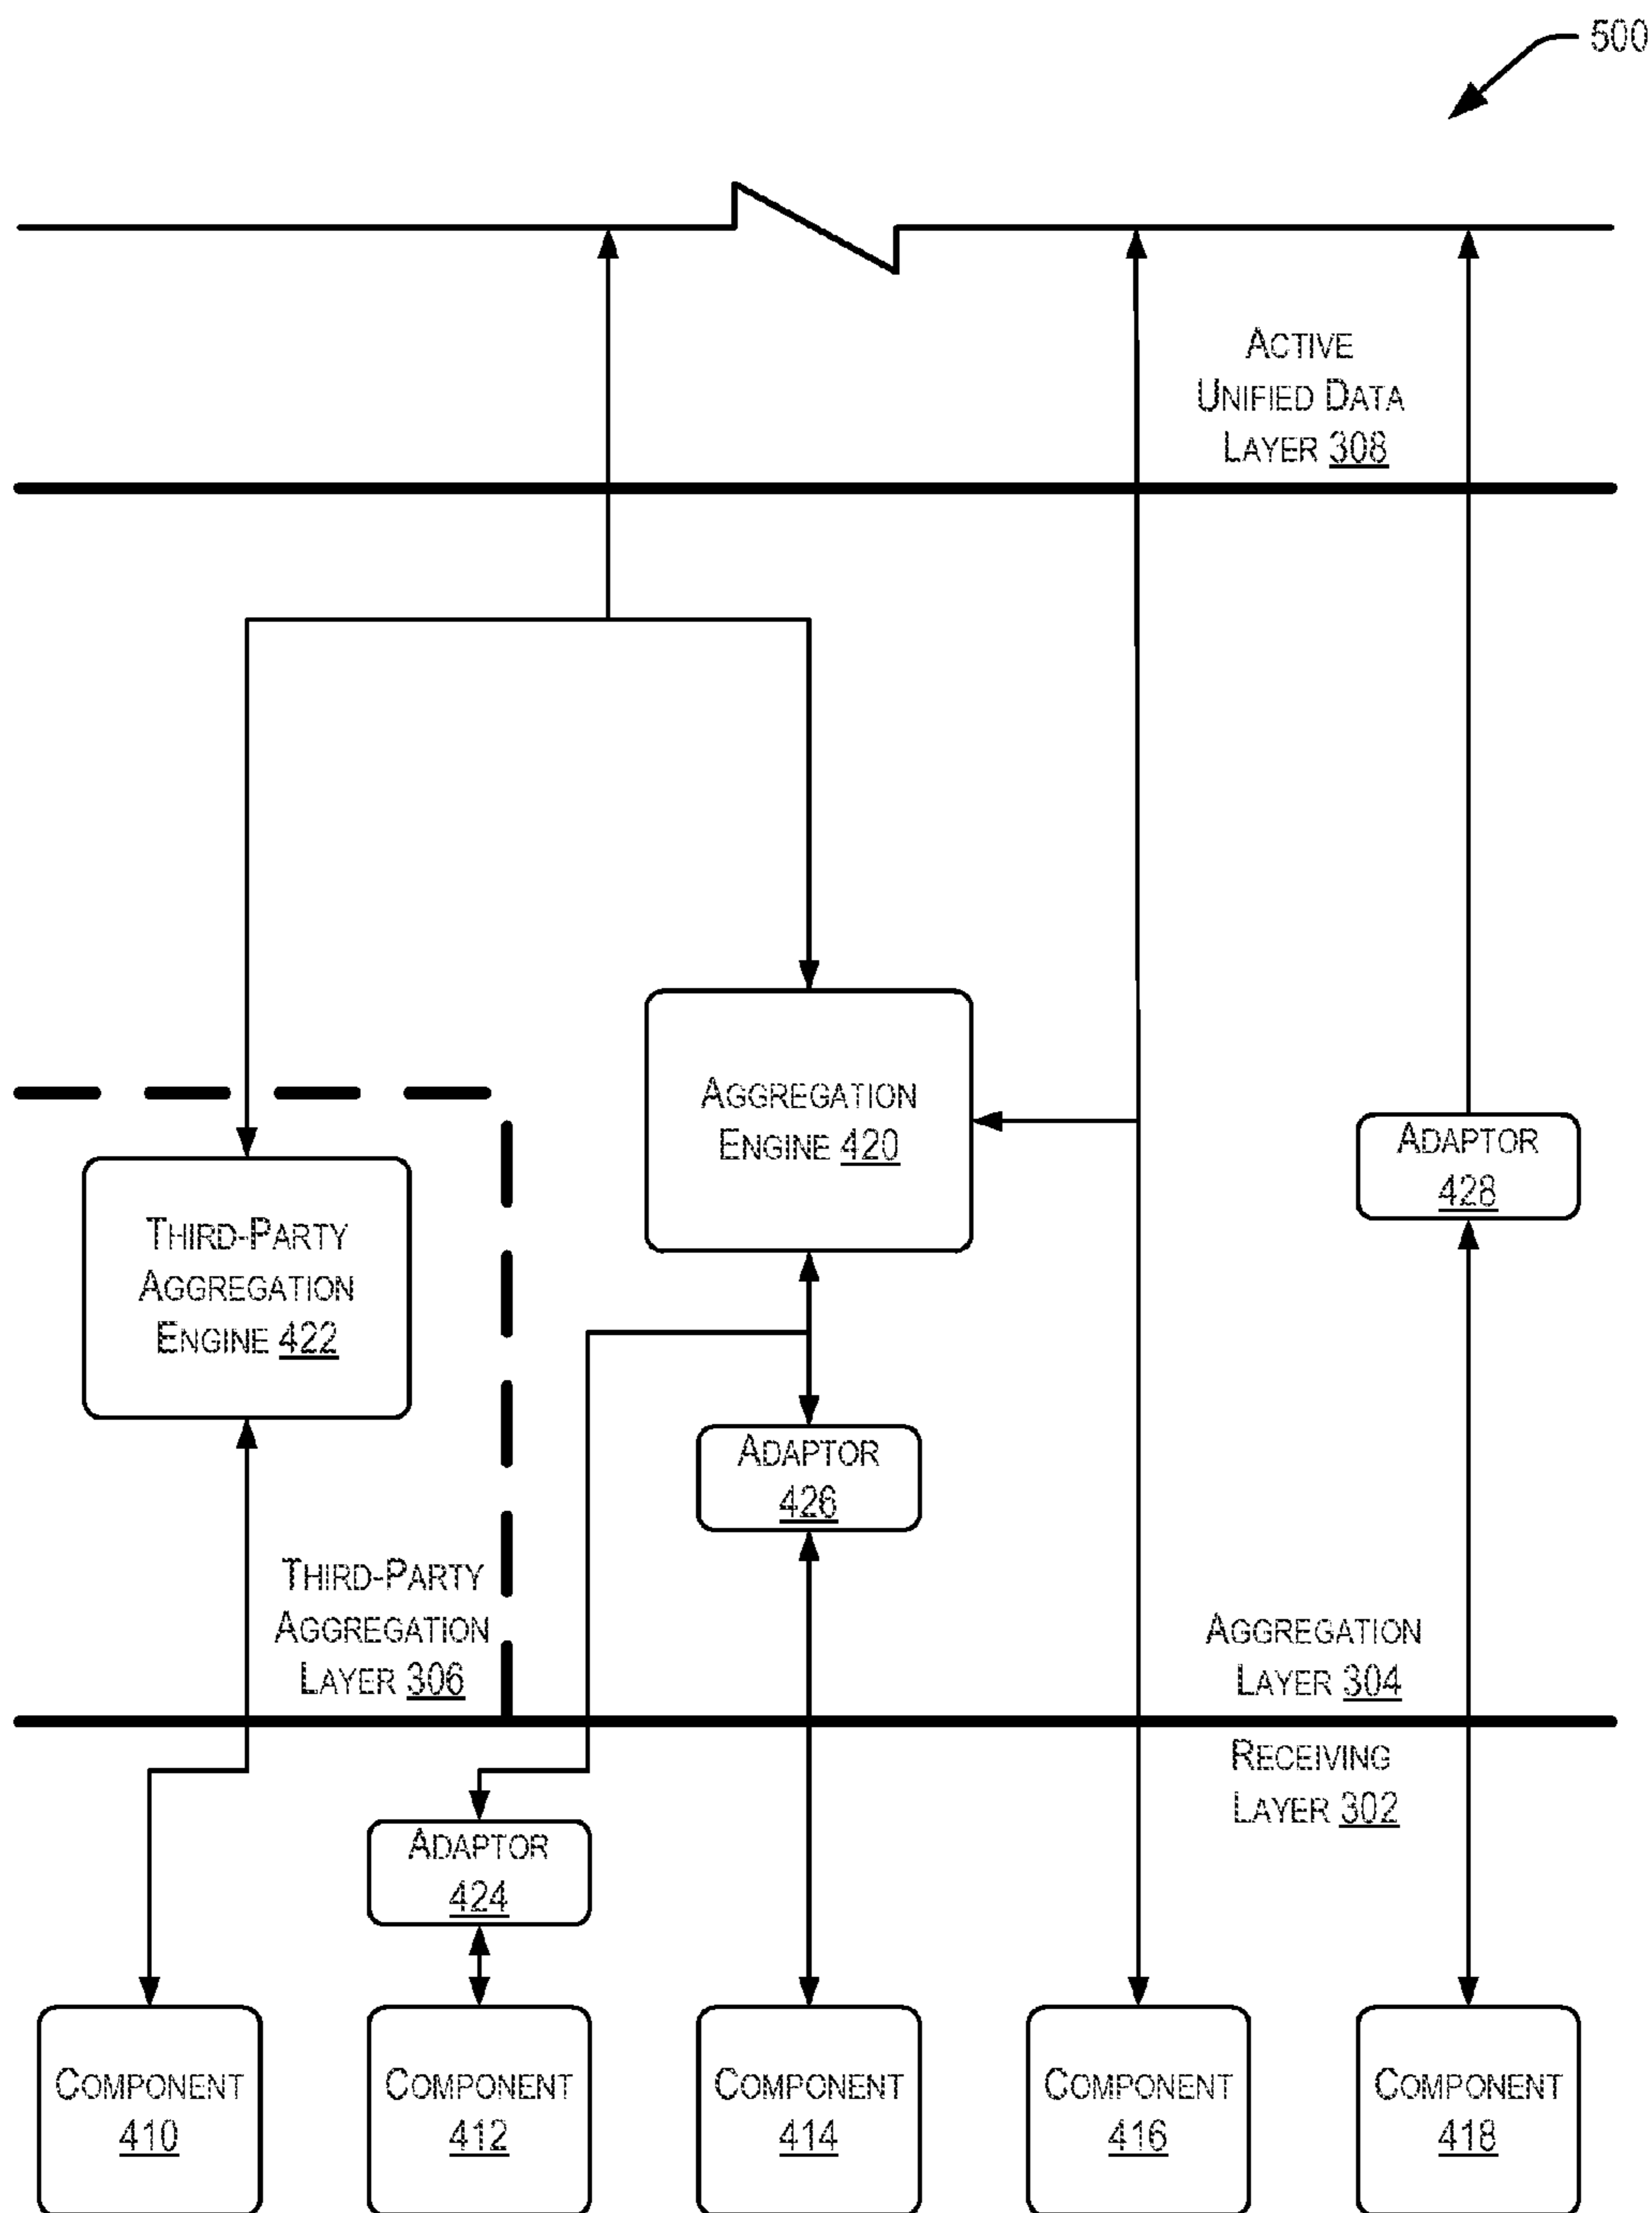 500
ACTIVE
UNIFIED DATA
LAYER 308
AGGREGATION
ENGINE 420
ADAPTOR
428
THIRD-PARTY
AGGREGATION
ENGINE 422
ADAPTOR
426
THIRD-PARTY
AGGREGATION
LAYER 306
AGGREGATION
LAYER 304
RECEIVING
LAYER 302
ADAPTOR
424
COMPONENT
410
COMPONENT
412
COMPONENT
414
COMPONENT
416
COMPONENT
418